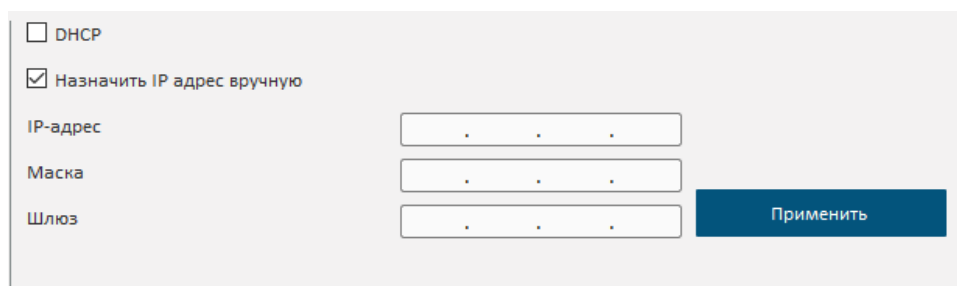 DHCP
Назначить IP адрес вручную
IP-адрес . . .
Маска . . .
Шлюз . . . Применить